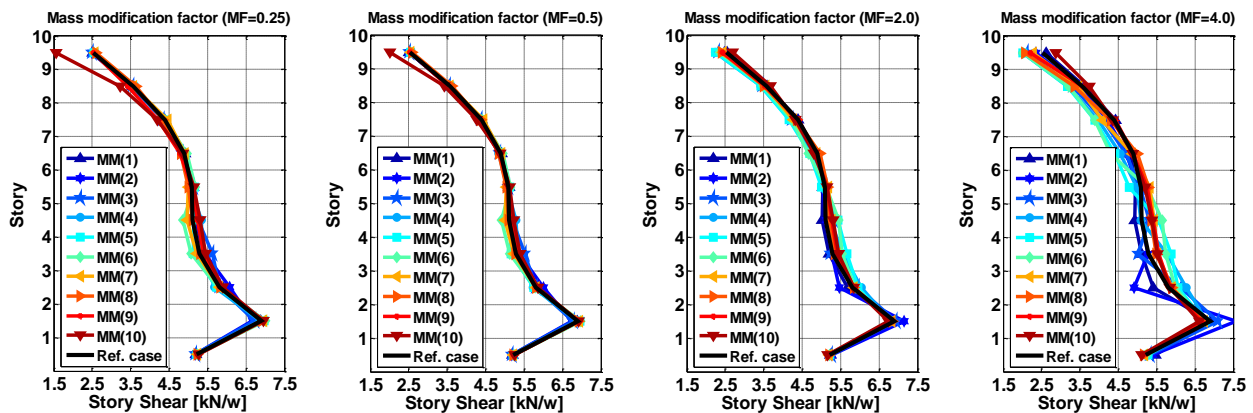 Mass modification factor (MF=0.25)
10
9
8
7
6
5
4
3
2
1
Story
MM(1)
MM(2)
MM(3)
MM(4)
MM(5)
MM(6)
MM(7)
MM(8)
MM(9)
MM(10)
Ref. case
1.5 2.5 3.5 4.5 5.5 6.5 7.5
Story Shear [kN/w]
Mass modification factor (MF=0.5)
10
9
8
7
6
5
4
3
2
1
Story
MM(1)
MM(2)
MM(3)
MM(4)
MM(5)
MM(6)
MM(7)
MM(8)
MM(9)
MM(10)
Ref. case
1.5 2.5 3.5 4.5 5.5 6.5 7.5
Story Shear [kN/w]
Mass modification factor (MF=2.0)
10
9
8
7
6
5
4
3
2
1
Story
MM(1)
MM(2)
MM(3)
MM(4)
MM(5)
MM(6)
MM(7)
MM(8)
MM(9)
MM(10)
Ref. case
1.5 2.5 3.5 4.5 5.5 6.5 7.5
Story Shear [kN/w]
Mass modification factor (MF=4.0)
10
9
8
7
6
5
4
3
2
1
Story
MM(1)
MM(2)
MM(3)
MM(4)
MM(5)
MM(6)
MM(7)
MM(8)
MM(9)
MM(10)
Ref. case
1.5 2.5 3.5 4.5 5.5 6.5 7.5
Story Shear [kN/w]